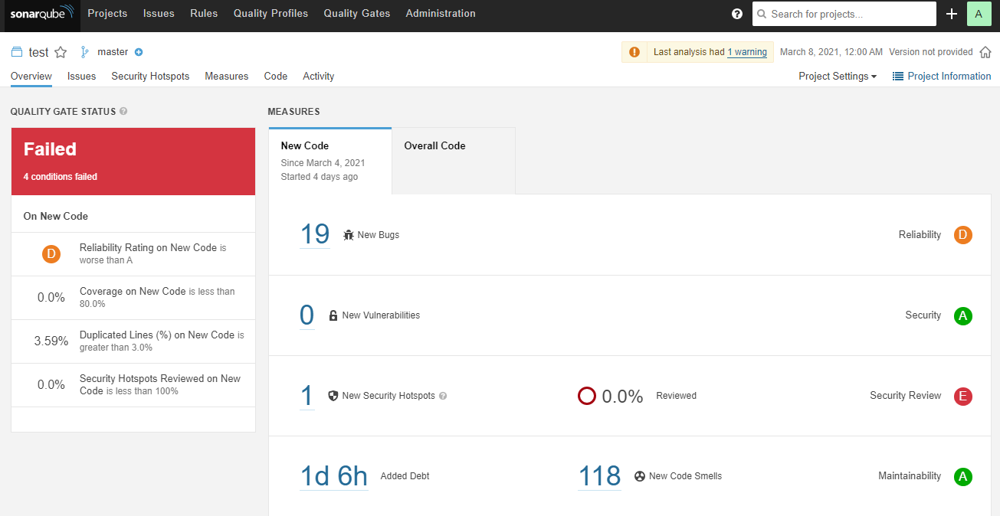 sonarqube Projects Issues Rules Quality Profiles Quality Gates Administration ? Search for projects... + A
test master Last analysis had 1 warning March 8, 2021, 12:00 AM Version not provided
Overview Issues Security Hotspots Measures Code Activity Project Settings Project Information
QUALITY GATE STATUS ?
Failed
4 conditions failed
On New Code
D Reliability Rating on New Code is
worse than A
0.0% Coverage on New Code is less than
80.0%
3.59% Duplicated Lines (%) on New Code is
greater than 3.0%
0.0% Security Hotspots Reviewed on New
Code is less than 100%
MEASURES
New Code
Since March 4, 2021
Started 4 days ago
Overall Code
19 New Bugs Reliability D
0 New Vulnerabilities Security A
1 New Security Hotspots ? 0.0% Reviewed Security Review E
1d 6h Added Debt 118 New Code Smells Maintainability A